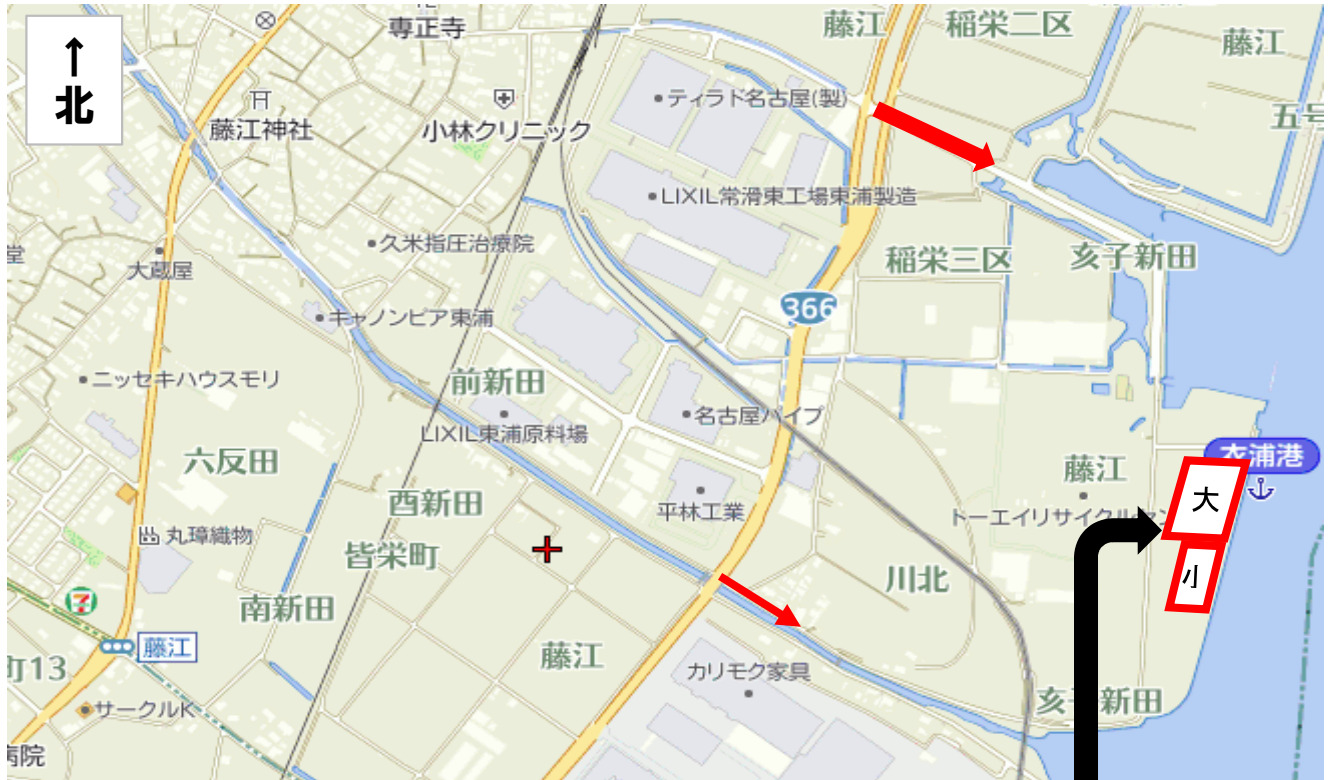 ↑
北
専正寺
藤江
稲栄二区
藤江
五号
ティラド名古屋(製)
藤江神社
小林クリニック
LIXIL常滑東工場東浦製造
久米指圧治療院
稲栄三区
亥子新田
堂
大蔵屋
366
キャノンピア東浦
ニッセキハウスモリ
前新田
名古屋パイプ
LIXIL東浦原料場
衣浦港
六反田
藤江
大
酉新田
平林工業
トーエイリサイクルセン
丸璋織物
皆栄町
川北
小
7
南新田
藤江
藤江
町13
カリモク家具
亥子新田
サークルK
病院